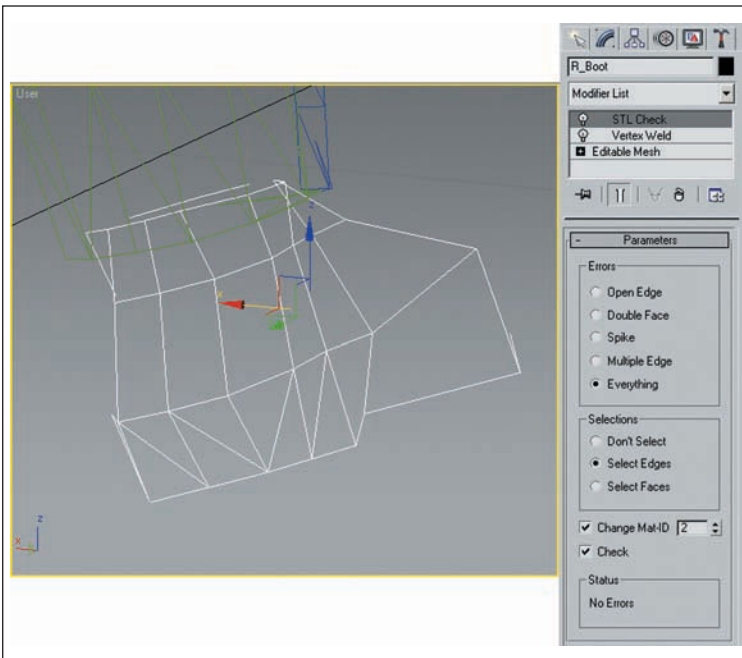 User
z
x
z
x
R_Boot
Modifier List
STL Check
Vertex Weld
Editable Mesh
- Parameters
Errors
Open Edge
Double Face
Spike
Multiple Edge
Everything
Selections
Don't Select
Select Edges
Select Faces
Change Mat-ID 2
Check
Status
No Errors